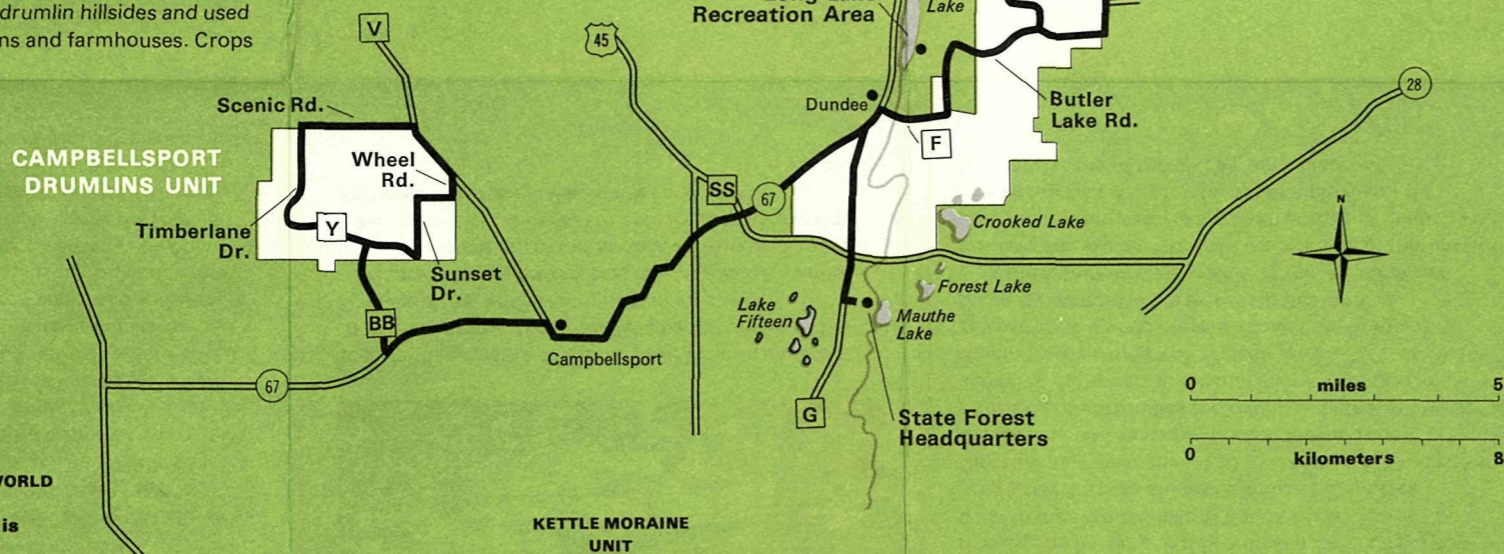 drumlin hillsides and used
ns and farmhouses. Crops
V
45
Recreation Area
Lake
28
Scenic Rd.
Dundee
Butler
Lake Rd.
F
CAMPBELLSPORT
DRUMLINS UNIT
Wheel
Rd.
SS
67
Timberlane
Dr.
Y
Crooked Lake
N
Sunset
Dr.
Forest Lake
Lake
Fifteen
Mauthe
Lake
BB
Campbellsport
67
G
State Forest
Headquarters
0 miles 5
0 kilometers 8
WORLD
is
KETTLE MORAINE
UNIT